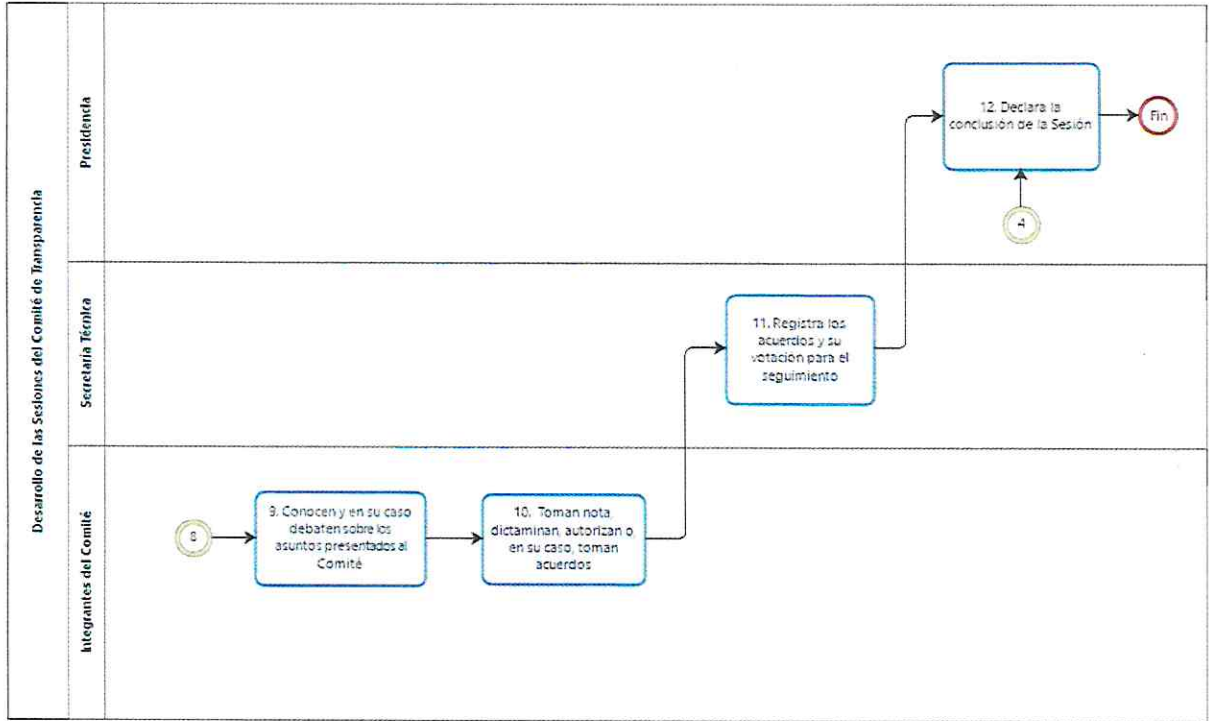 Desarrollo de las Sesiones del Comité de Transparencia
Presidencia
12. Declara la
conclusión de la Sesión
Fin
4
Secretaría Técnica
11. Registra los
acuerdos y su
votación para el
seguimiento
Integrantes del Comité
8
9. Conocen y en su caso
debaten sobre los
asuntos presentados al
Comité
10. Toman nota,
dictaminan, autorizan o,
en su caso, toman
acuerdos